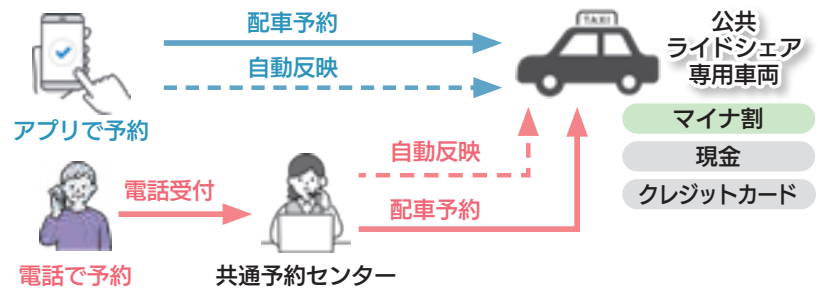 配車予約
TAXI
公共
ライドシェア
専用車両
自動反映
アプリで予約
マイナ割
現金
クレジットカード
自動反映
電話受付
配車予約
電話で予約
共通予約センター